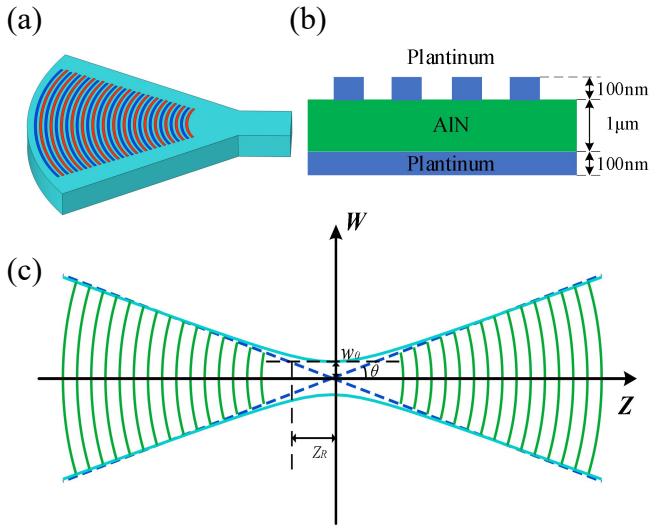 (a)
(b)
Plantinum
100nm
AlN
1μm
Plantinum
100nm
(c)
W
w0
θ
Z
ZR